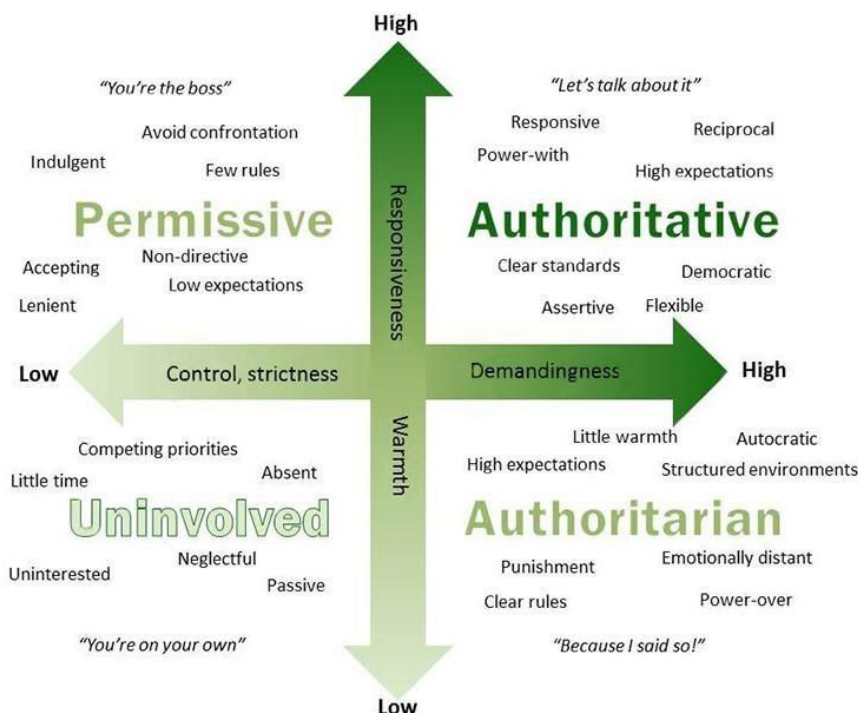 High
“You’re the boss”
Avoid confrontation
Indulgent
Few rules
Permissive
Non-directive
Accepting
Low expectations
Lenient
“Let’s talk about it”
Responsive
Reciprocal
Power-with
High expectations
Authoritative
Clear standards
Democratic
Assertive
Flexible
Responsiveness
Low
Control, strictness
Demandingness
High
Warmth
Competing priorities
Absent
Little time
Uninvolved
Neglectful
Uninterested
Passive
“You’re on your own”
Little warmth
Autocratic
High expectations
Structured environments
Authoritarian
Emotionally distant
Punishment
Clear rules
Power-over
“Because I said so!”
Low